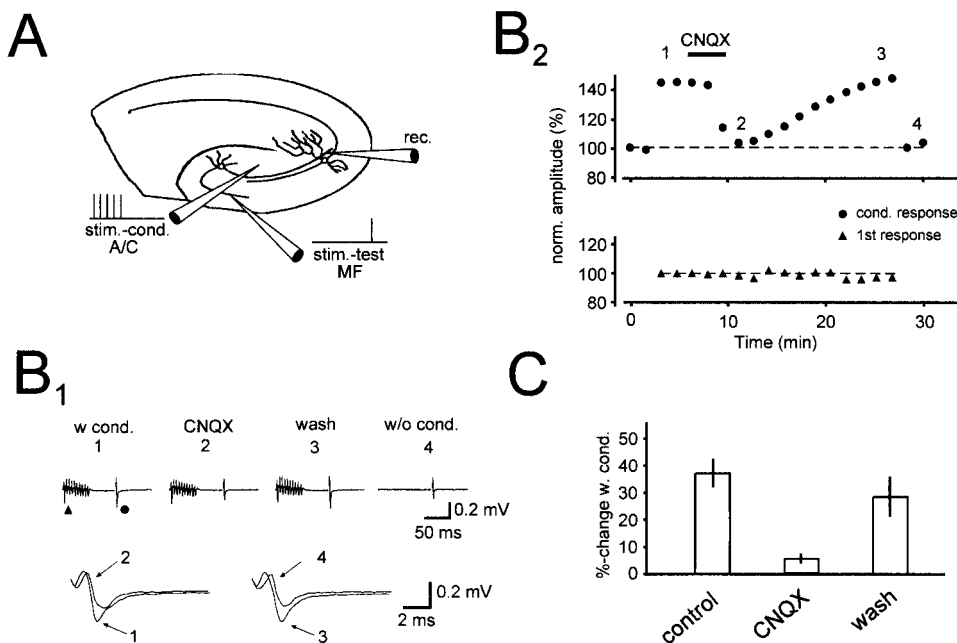 A
rec.
stim.-cond.
A/C
stim.-test
MF
B2
CNQX
1
3
2
4
norm. amplitude (%)
140
120
100
80
cond. response
1st response
120
100
80
0
10
20
30
Time (min)
B1
w cond.
CNQX
wash
w/o cond.
1
2
3
4
0.2 mV
50 ms
2
1
4
3
0.2 mV
2 ms
C
%-change w. cond.
50
40
30
20
10
0
control
CNQX
wash